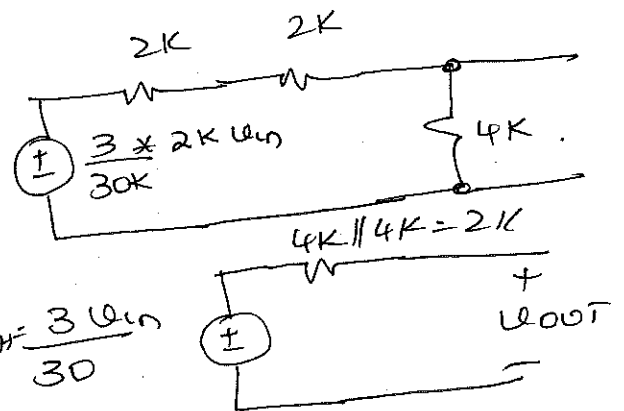 2K 2K
± 3 * 2K Vin
30K
4K .
4K||4K=2K
= 3 Vin
30
±
+
VOUT
-